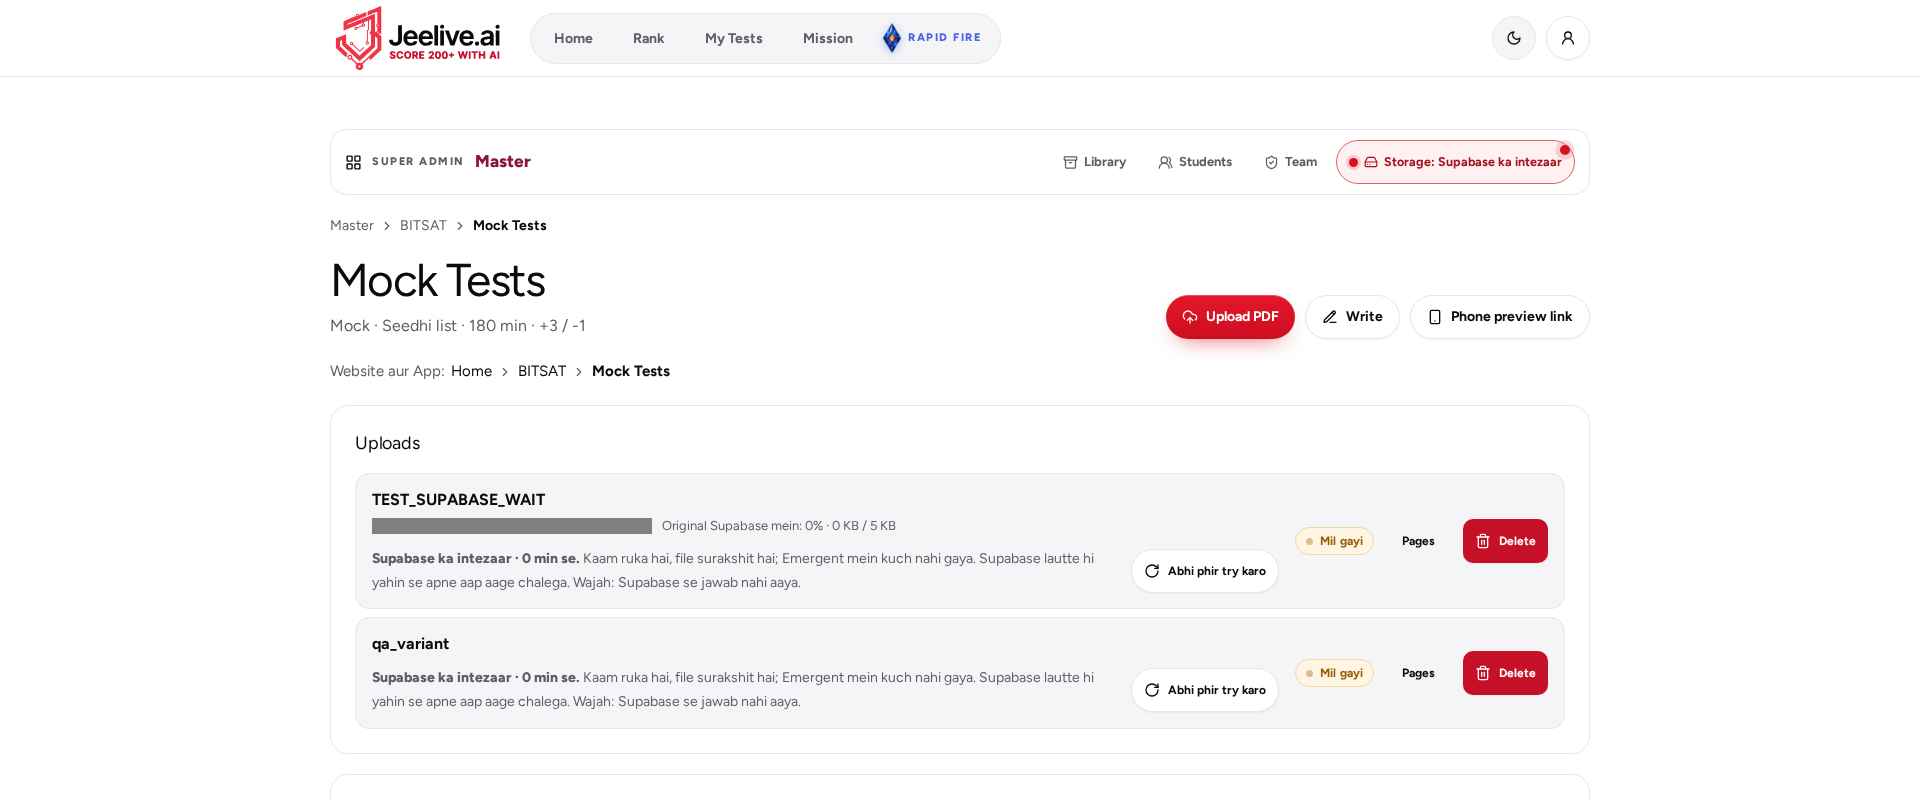 Jeelive.ai
SCORE 200+ WITH AI
Home Rank My Tests Mission RAPID FIRE
SUPER ADMIN Master Library Students Team Storage: Supabase ka intezaar
Master > BITSAT > Mock Tests
Mock Tests
Mock · Seedhi list · 180 min · +3 / -1
Upload PDF Write Phone preview link
Website aur App: Home > BITSAT > Mock Tests
Uploads
TEST_SUPABASE_WAIT
Original Supabase mein: 0% · 0 KB / 5 KB
Supabase ka intezaar · 0 min se. Kaam ruka hai, file surakshit hai; Emergent mein kuch nahi gaya. Supabase lautte hi
yahin se apne aap aage chalega. Wajah: Supabase se jawab nahi aaya.
Abhi phir try karo
Mil gayi Pages Delete
qa_variant
Supabase ka intezaar · 0 min se. Kaam ruka hai, file surakshit hai; Emergent mein kuch nahi gaya. Supabase lautte hi
yahin se apne aap aage chalega. Wajah: Supabase se jawab nahi aaya.
Abhi phir try karo
Mil gayi Pages Delete